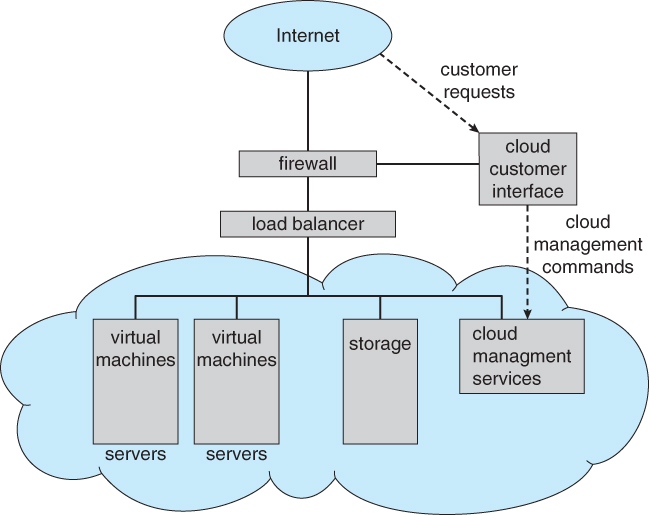 Internet
customer
requests
firewall
cloud
customer
interface
load balancer
cloud
management
commands
virtual
machines
virtual
machines
storage
cloud
managment
services
servers
servers